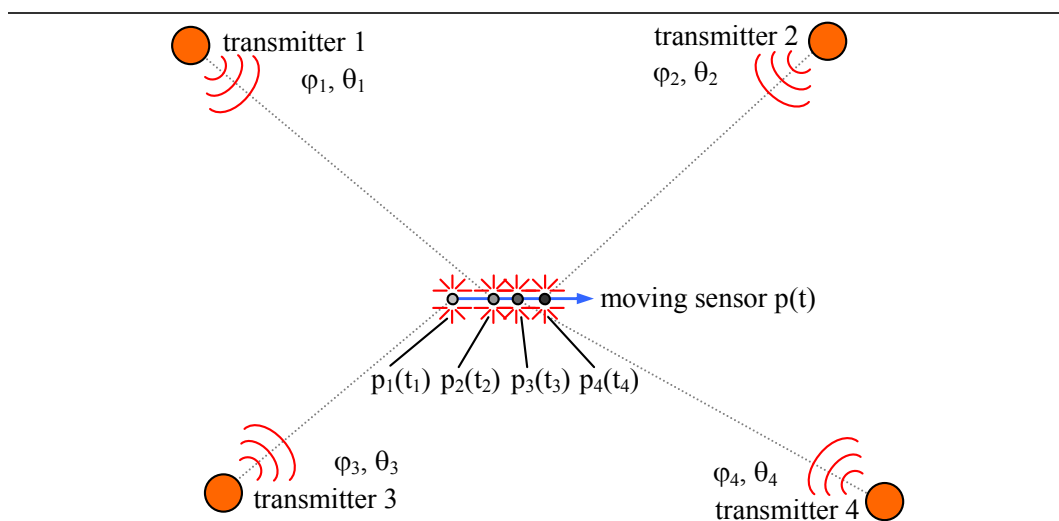 transmitter 1
φ₁, θ₁
transmitter 2
φ₂, θ₂
moving sensor p(t)
p₁(t₁) p₂(t₂) p₃(t₃) p₄(t₄)
φ₃, θ₃
transmitter 3
φ₄, θ₄
transmitter 4